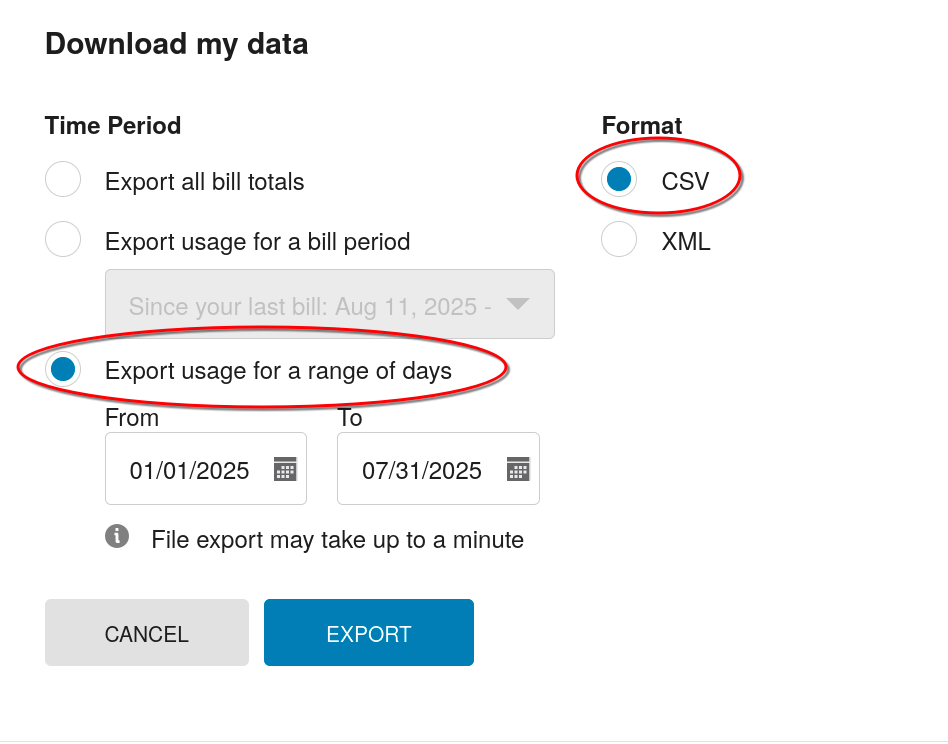 Download my data
Time Period
Export all bill totals
Export usage for a bill period
Since your last bill: Aug 11, 2025 -
Export usage for a range of days
From To
01/01/2025 07/31/2025
File export may take up to a minute
CANCEL EXPORT
Format
CSV
XML